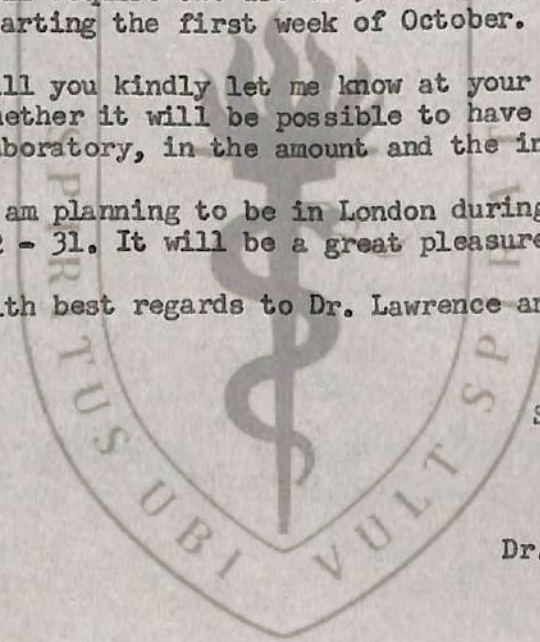 arting the first week of October.
ll you kindly let me know at your
ether it will be possible to have
boratory, in the amount and the in
am planning to be in London during
- 31. It will be a great pleasure
th best regards to Dr. Lawrence an
Dr.
TUS UBI VULT SP